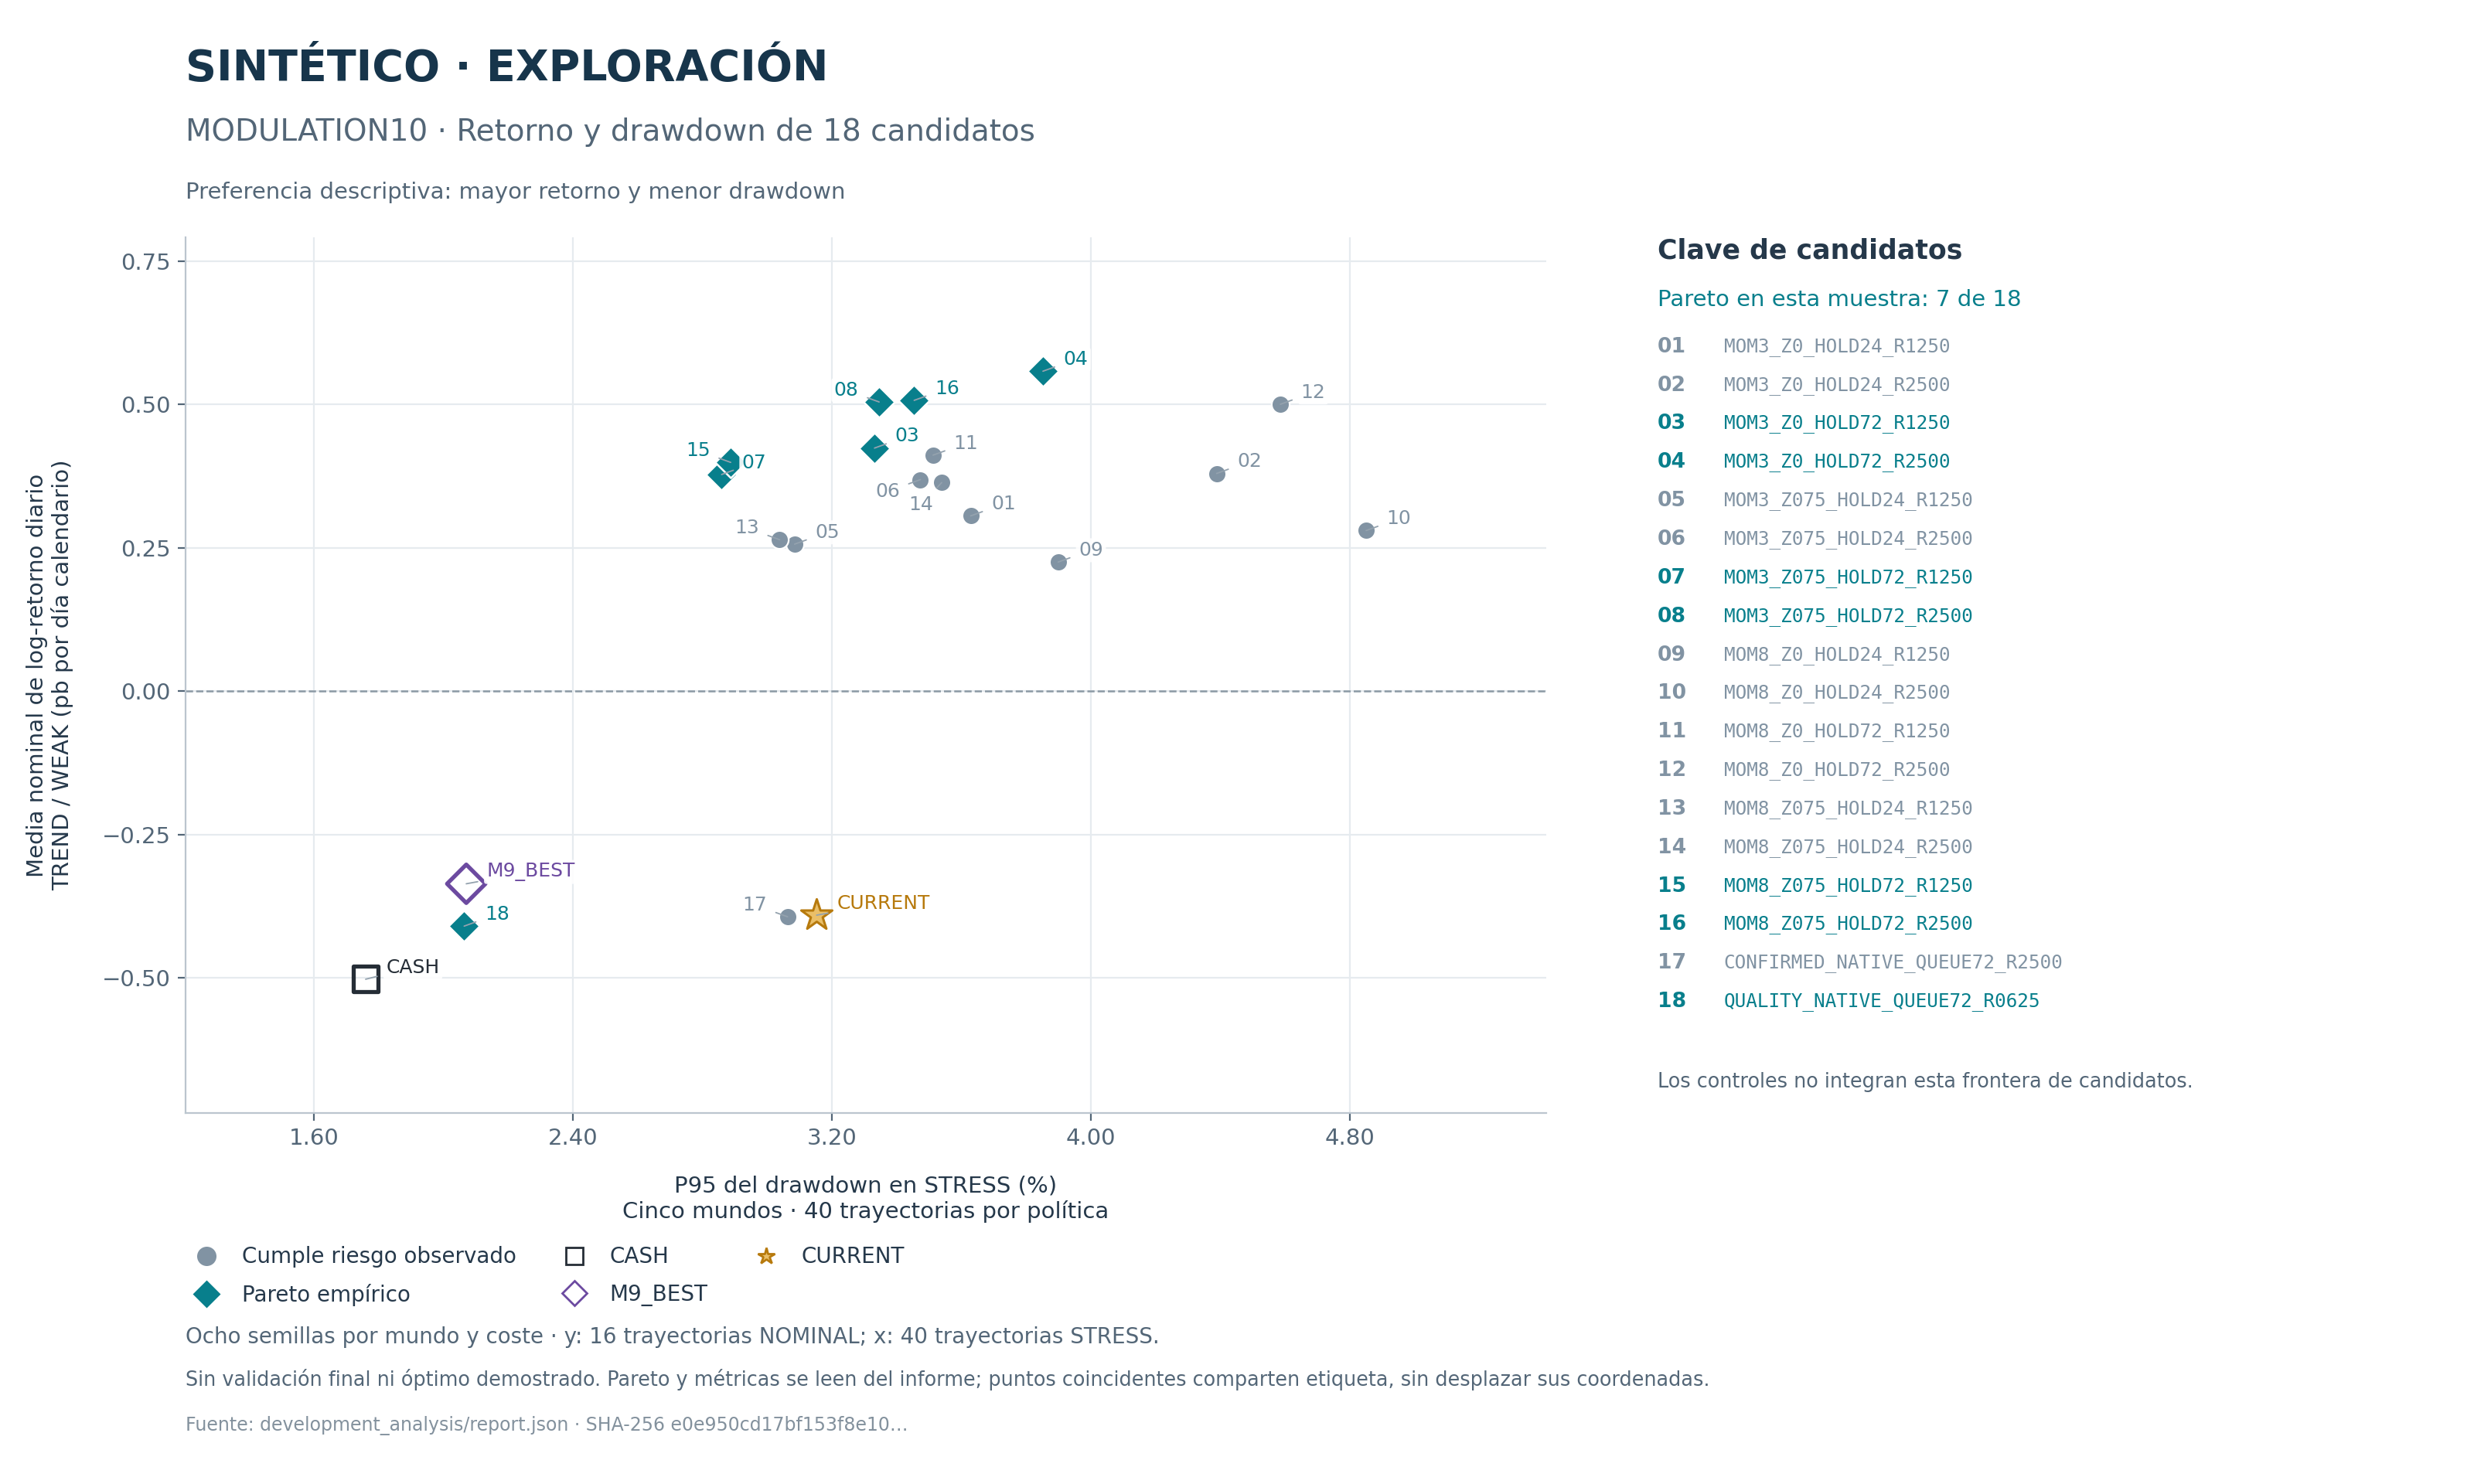 SINTÉTICO · EXPLORACIÓN
MODULATION10 · Retorno y drawdown de 18 candidatos
Preferencia descriptiva: mayor retorno y menor drawdown
Media nominal de log-retorno diario
TREND / WEAK (pb por día calendario)
0.75
0.50
0.25
0.00
−0.25
−0.50
04
08
16
12
03
11
15
07
02
06
14
01
10
13
05
09
M9_BEST
18
17
CURRENT
CASH
1.60
2.40
3.20
4.00
4.80
P95 del drawdown en STRESS (%)
Cinco mundos · 40 trayectorias por política
Cumple riesgo observado
CASH
CURRENT
Pareto empírico
M9_BEST
Clave de candidatos
Pareto en esta muestra: 7 de 18
01 MOM3_Z0_HOLD24_R1250
02 MOM3_Z0_HOLD24_R2500
03 MOM3_Z0_HOLD72_R1250
04 MOM3_Z0_HOLD72_R2500
05 MOM3_Z075_HOLD24_R1250
06 MOM3_Z075_HOLD24_R2500
07 MOM3_Z075_HOLD72_R1250
08 MOM3_Z075_HOLD72_R2500
09 MOM8_Z0_HOLD24_R1250
10 MOM8_Z0_HOLD24_R2500
11 MOM8_Z0_HOLD72_R1250
12 MOM8_Z0_HOLD72_R2500
13 MOM8_Z075_HOLD24_R1250
14 MOM8_Z075_HOLD24_R2500
15 MOM8_Z075_HOLD72_R1250
16 MOM8_Z075_HOLD72_R2500
17 CONFIRMED_NATIVE_QUEUE72_R2500
18 QUALITY_NATIVE_QUEUE72_R0625
Los controles no integran esta frontera de candidatos.
Ocho semillas por mundo y coste · y: 16 trayectorias NOMINAL; x: 40 trayectorias STRESS.
Sin validación final ni óptimo demostrado. Pareto y métricas se leen del informe; puntos coincidentes comparten etiqueta, sin desplazar sus coordenadas.
Fuente: development_analysis/report.json · SHA-256 e0e950cd17bf153f8e10…